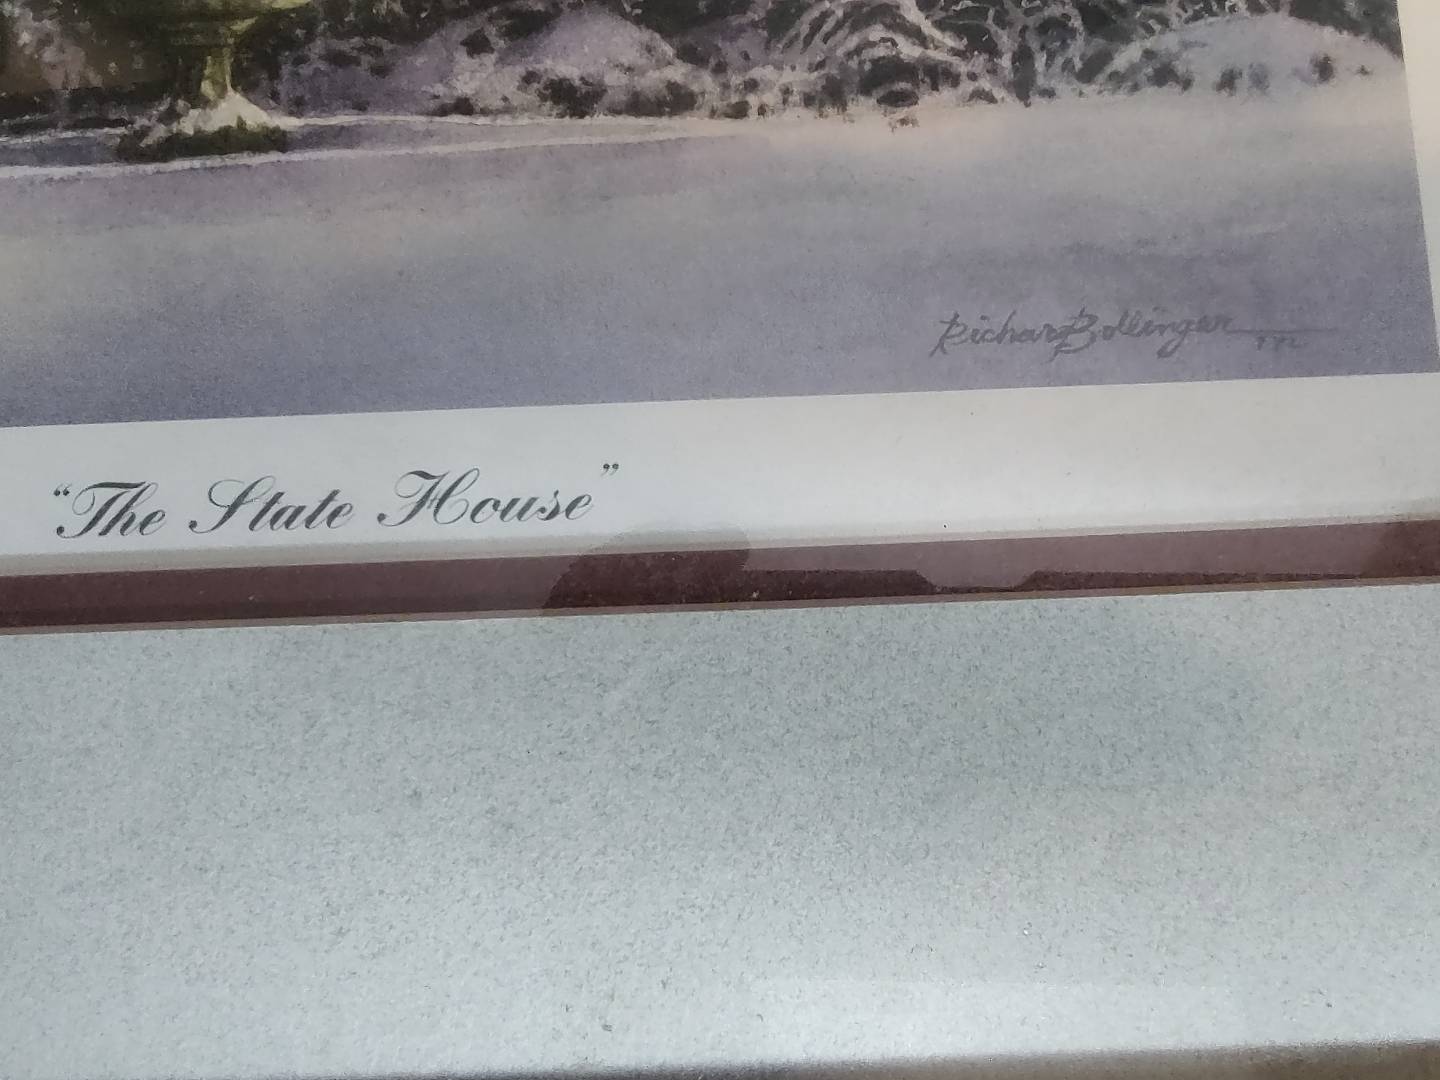 Richard Bollinger
“The State House”